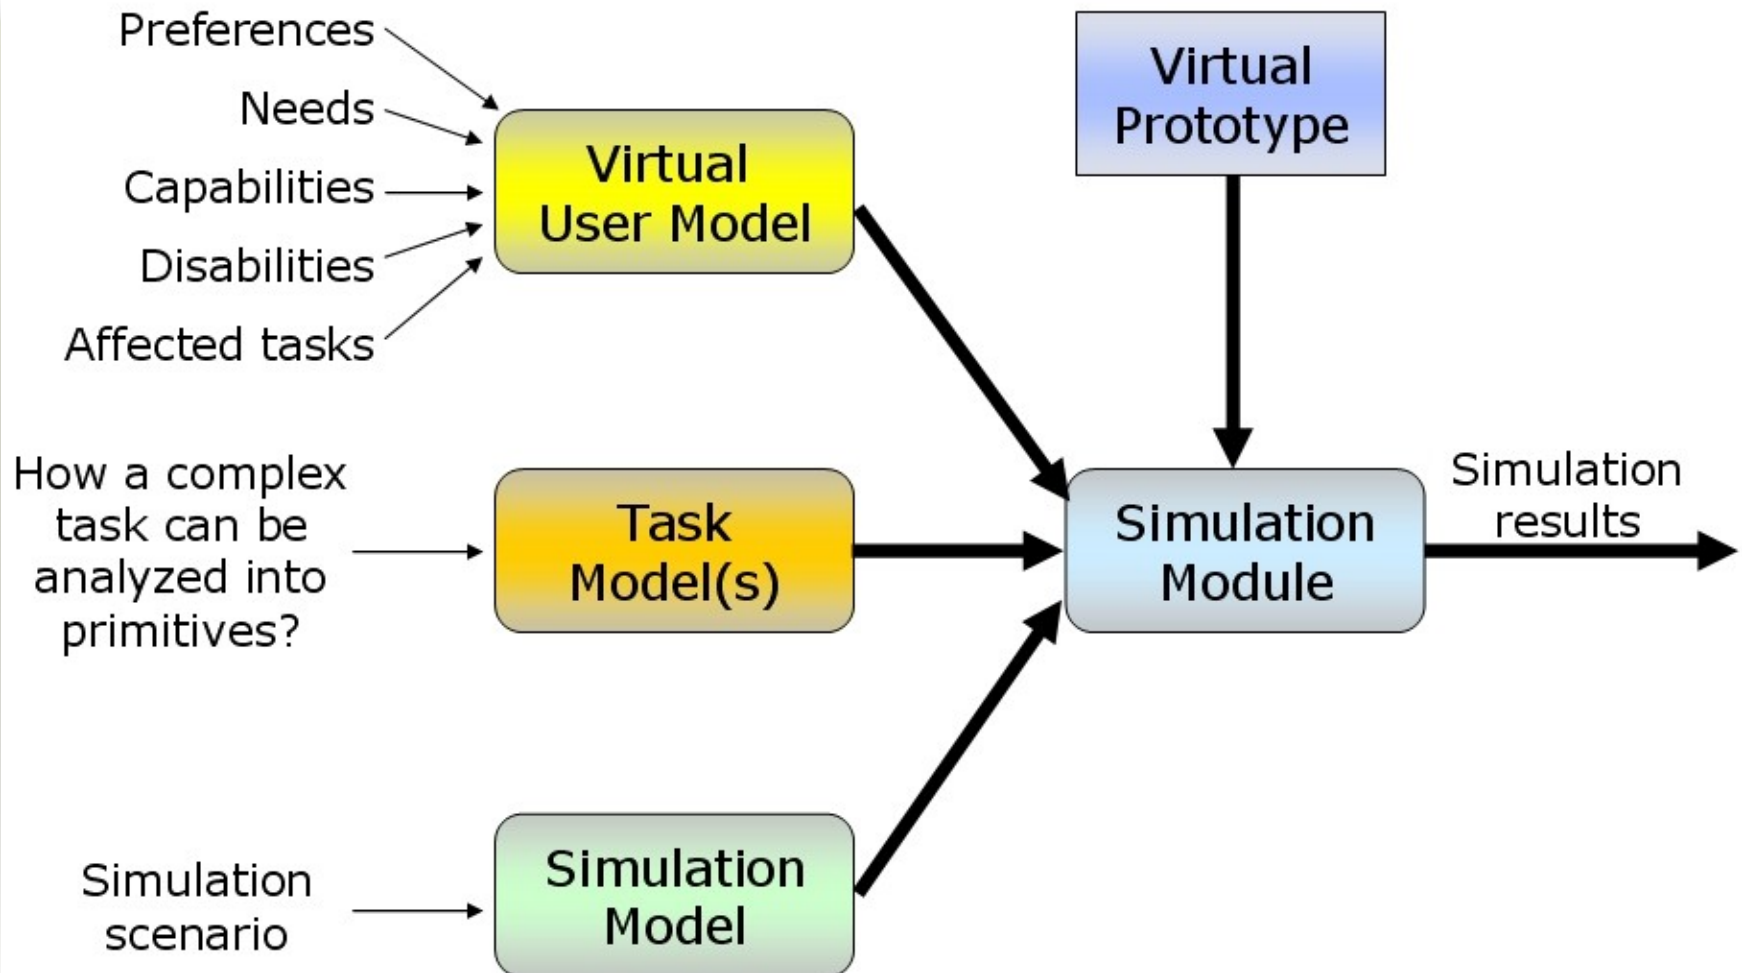 Preferences
Needs
Capabilities
Disabilities
Affected tasks
Virtual
User Model
Virtual
Prototype
How a complex
task can be
analyzed into
primitives?
Task
Model(s)
Simulation
Module
Simulation
results
Simulation
scenario
Simulation
Model